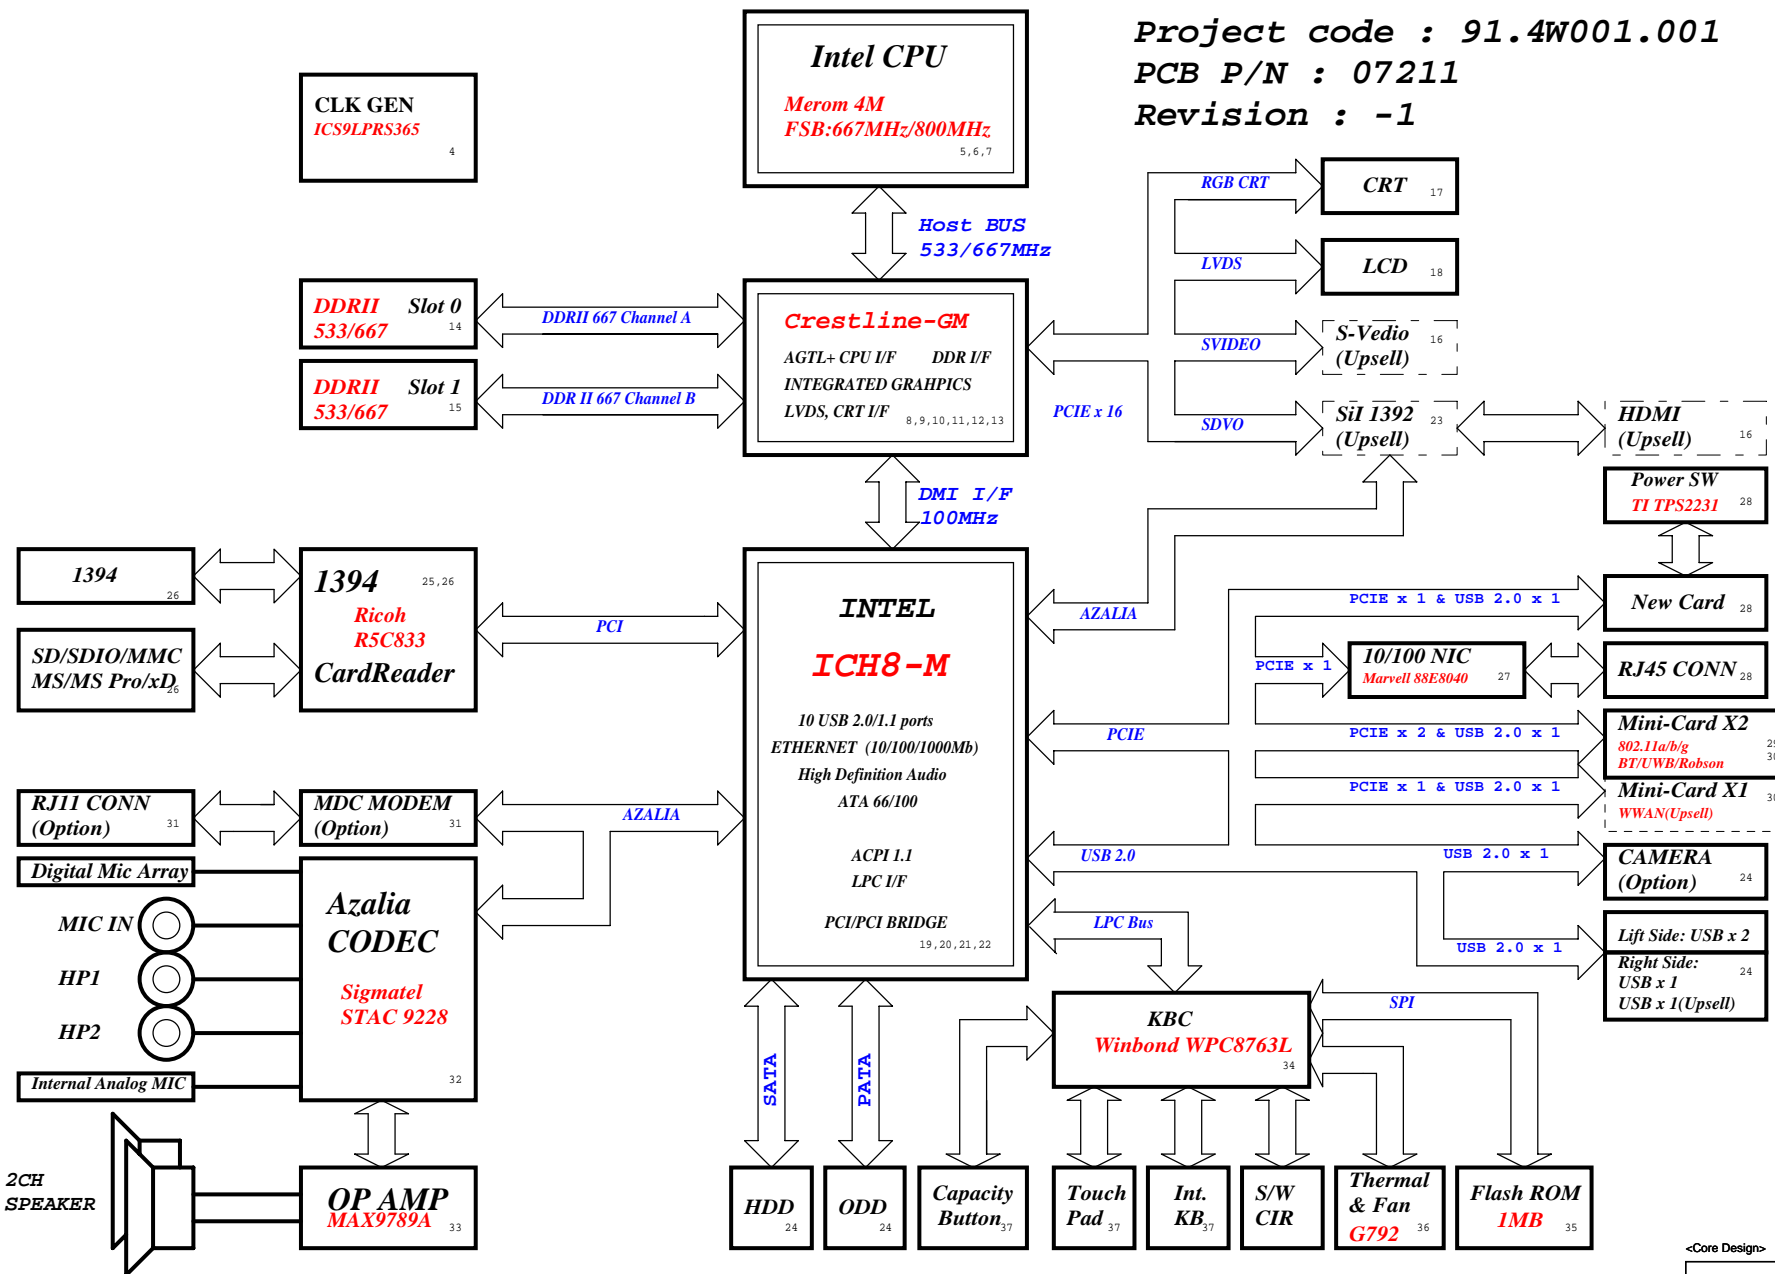 Project code : 91.4W001.001
PCB P/N : 07211
Revision : -1
Intel CPU
Merom 4M
FSB:667MHz/800MHz
5,6,7
CLK GEN
ICS9LPRS365
4
Host BUS
533/667MHz
RGB CRT
CRT
17
LVDS
LCD
18
SVIDEO
S-Vedio
(Upsell)
16
PCIE x 16
SDVO
SiI 1392
(Upsell)
23
HDMI
(Upsell)
16
DDRII Slot 0
533/667
14
DDRII 667 Channel A
DDRII Slot 1
533/667
15
DDR II 667 Channel B
Crestline-GM
AGTL+ CPU I/F DDR I/F
INTEGRATED GRAHPICS
LVDS, CRT I/F
8,9,10,11,12,13
DMI I/F
100MHz
Power SW
TI TPS2231
28
1394
26
1394
25,26
Ricoh
R5C833
CardReader
SD/SDIO/MMC
MS/MS Pro/xD
26
PCI
INTEL
ICH8-M
10 USB 2.0/1.1 ports
ETHERNET (10/100/1000Mb)
High Definition Audio
ATA 66/100
ACPI 1.1
LPC I/F
PCI/PCI BRIDGE
19,20,21,22
AZALIA
PCIE x 1 & USB 2.0 x 1
New Card
28
PCIE x 1
10/100 NIC
Marvell 88E8040
27
RJ45 CONN
28
PCIE
PCIE x 2 & USB 2.0 x 1
Mini-Card X2
802.11a/b/g
BT/UWB/Robson
PCIE x 1 & USB 2.0 x 1
Mini-Card X1
WWAN(Upsell)
USB 2.0
USB 2.0 x 1
CAMERA
(Option)
24
USB 2.0 x 1
Lift Side: USB x 2
Right Side:
USB x 1
USB x 1(Upsell)
24
LPC Bus
SPI
KBC
Winbond WPC8763L
34
RJ11 CONN
(Option)
31
MDC MODEM
(Option)
31
AZALIA
Digital Mic Array
MIC IN
HP1
HP2
Internal Analog MIC
Azalia
CODEC
Sigmatel
STAC 9228
32
2CH
SPEAKER
OP AMP
MAX9789A
33
SATA
PATA
HDD
24
ODD
24
Capacity
Button
37
Touch
Pad
37
Int.
KB
37
S/W
CIR
Thermal
& Fan
G792
36
Flash ROM
1MB
35
<Core Design>